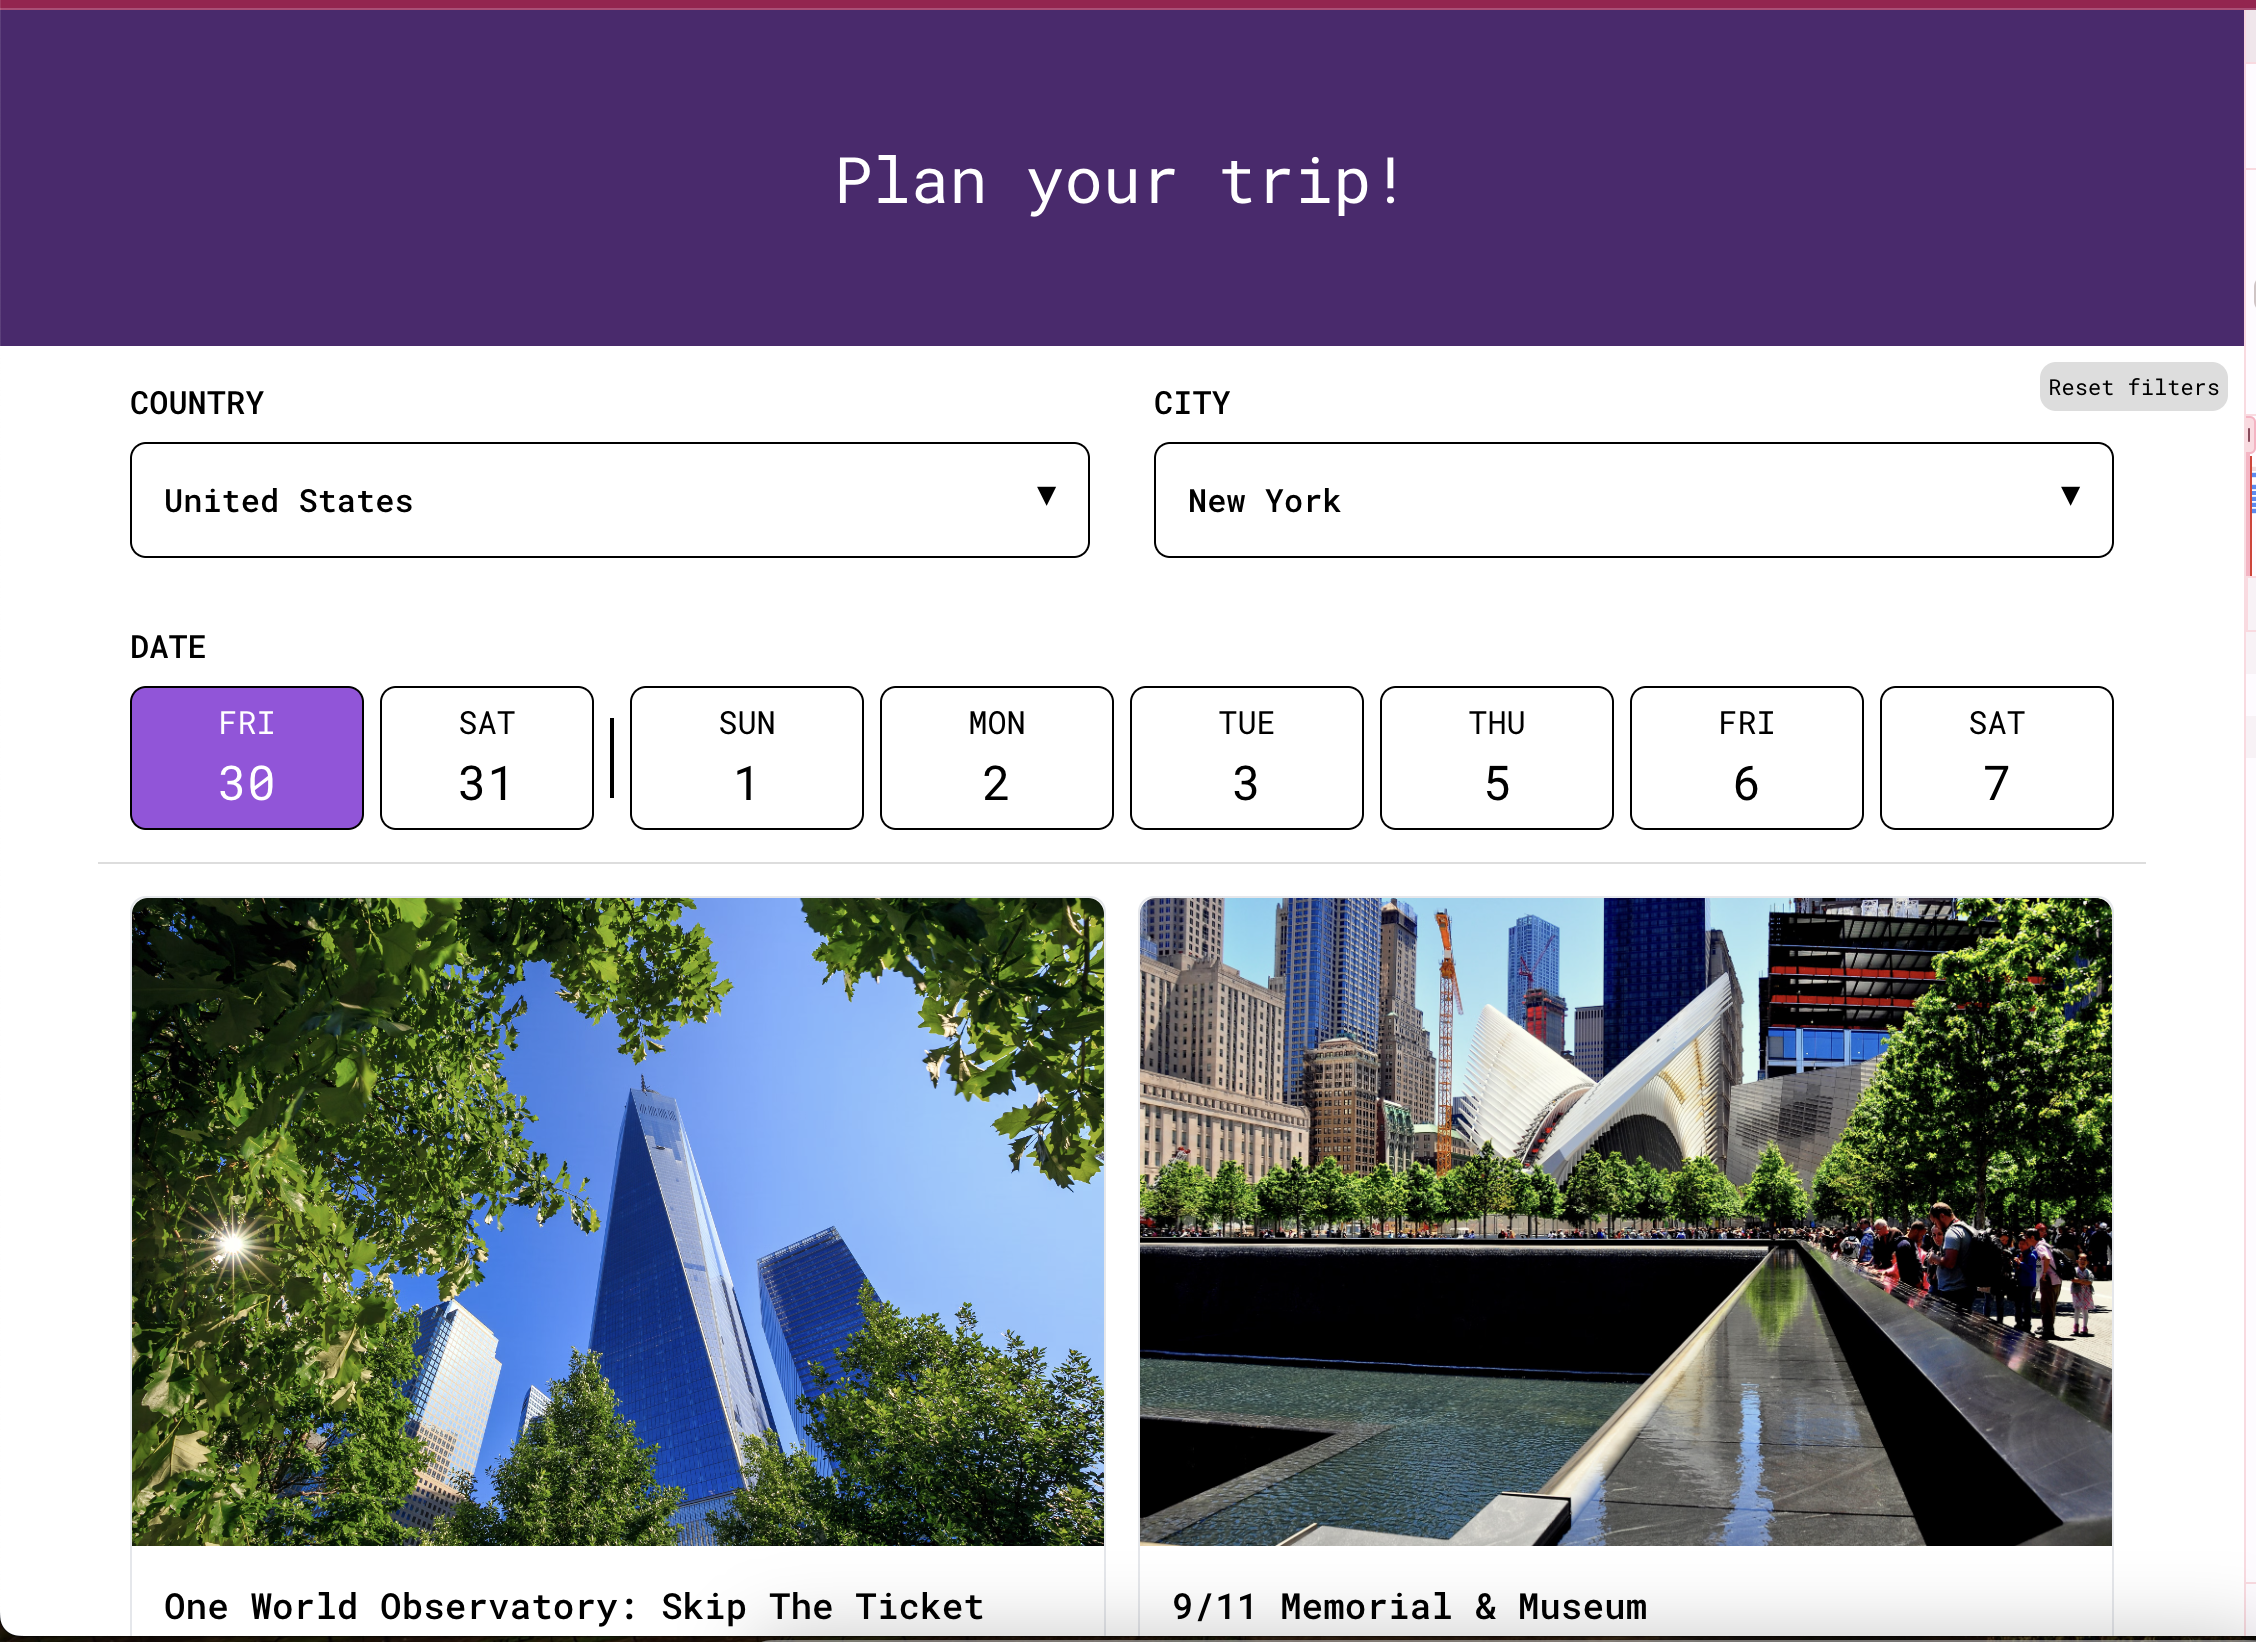 Plan your trip!
Reset filters
COUNTRY
CITY
United States ▼
New York ▼
DATE
FRI SAT SUN MON TUE THU FRI SAT
30 31 1 2 3 5 6 7
One World Observatory: Skip The Ticket
9/11 Memorial & Museum